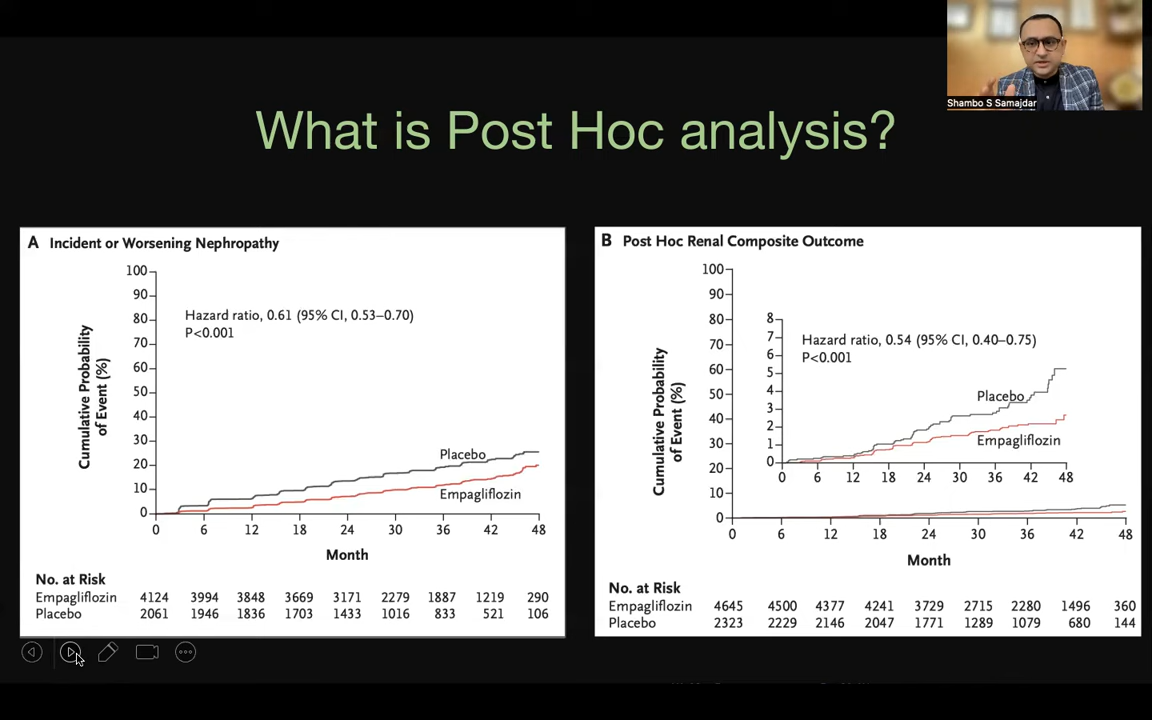 Shambo S Samajdar
What is Post Hoc analysis?
A Incident or Worsening Nephropathy
Cumulative Probability
of Event (%)
100
90
80
70
60
50
40
30
20
10
0
Hazard ratio, 0.61 (95% CI, 0.53–0.70)
P<0.001
Placebo
Empagliflozin
0 6 12 18 24 30 36 42 48
Month
No. at Risk
Empagliflozin 4124 3994 3848 3669 3171 2279 1887 1219 290
Placebo 2061 1946 1836 1703 1433 1016 833 521 106
B Post Hoc Renal Composite Outcome
Cumulative Probability
of Event (%)
100
90
80
70
60
50
40
30
20
10
0
8
7
6
5
4
3
2
1
0
Hazard ratio, 0.54 (95% CI, 0.40–0.75)
P<0.001
Placebo
Empagliflozin
0 6 12 18 24 30 36 42 48
0 6 12 18 24 30 36 42 48
Month
No. at Risk
Empagliflozin 4645 4500 4377 4241 3729 2715 2280 1496 360
Placebo 2323 2229 2146 2047 1771 1289 1079 680 144